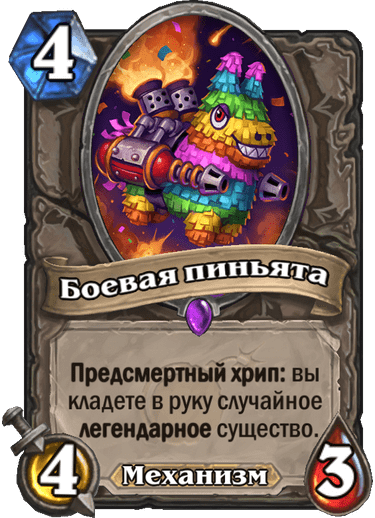 4
Боевая пиньята
Предсмертный хрип: вы
кладете в руку случайное
легендарное существо.
4
Механизм
3